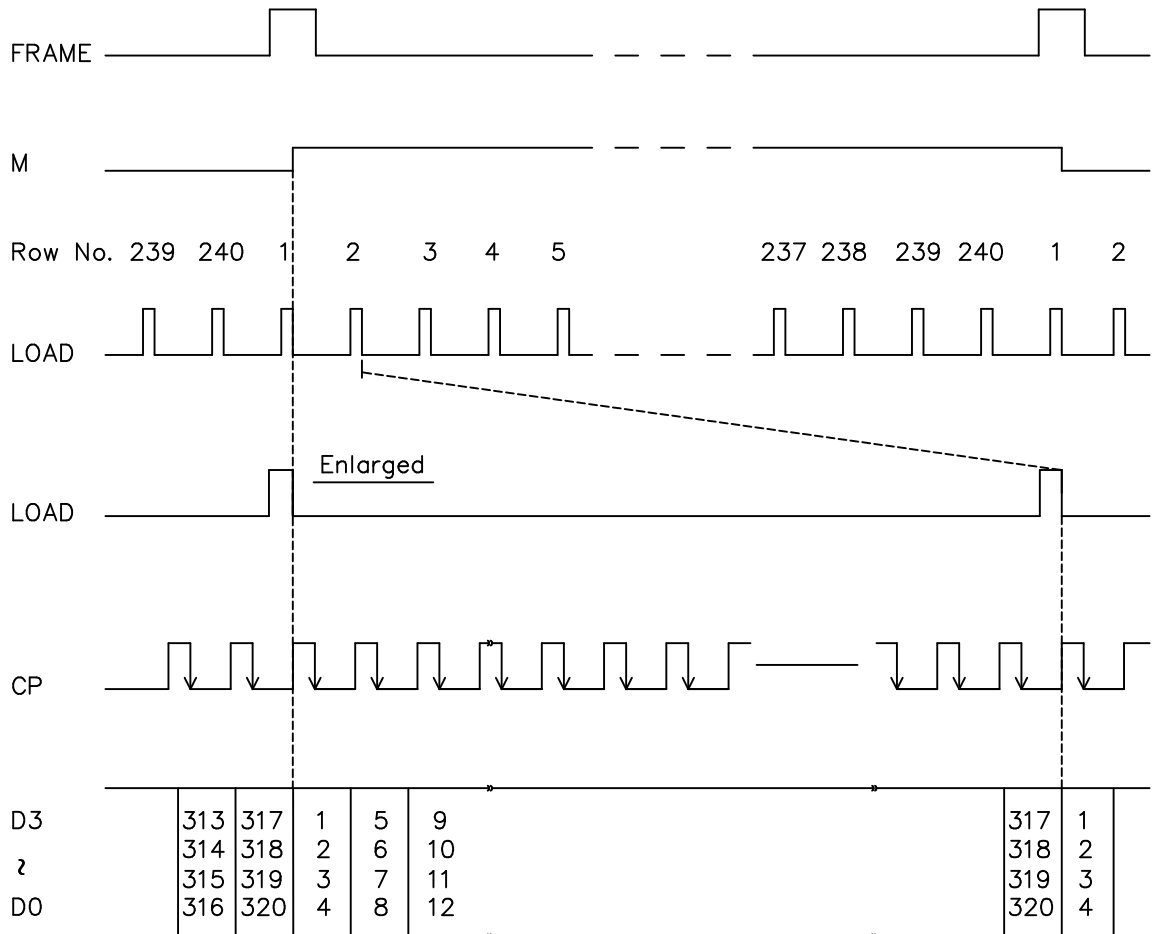 FRAME
M
Row No. 239 240 1 2 3 4 5 237 238 239 240 1 2
LOAD
Enlarged
LOAD
CP
D3 313 317 1 5 9 317 1
314 318 2 6 10 318 2
~ 315 319 3 7 11 319 3
D0 316 320 4 8 12 320 4